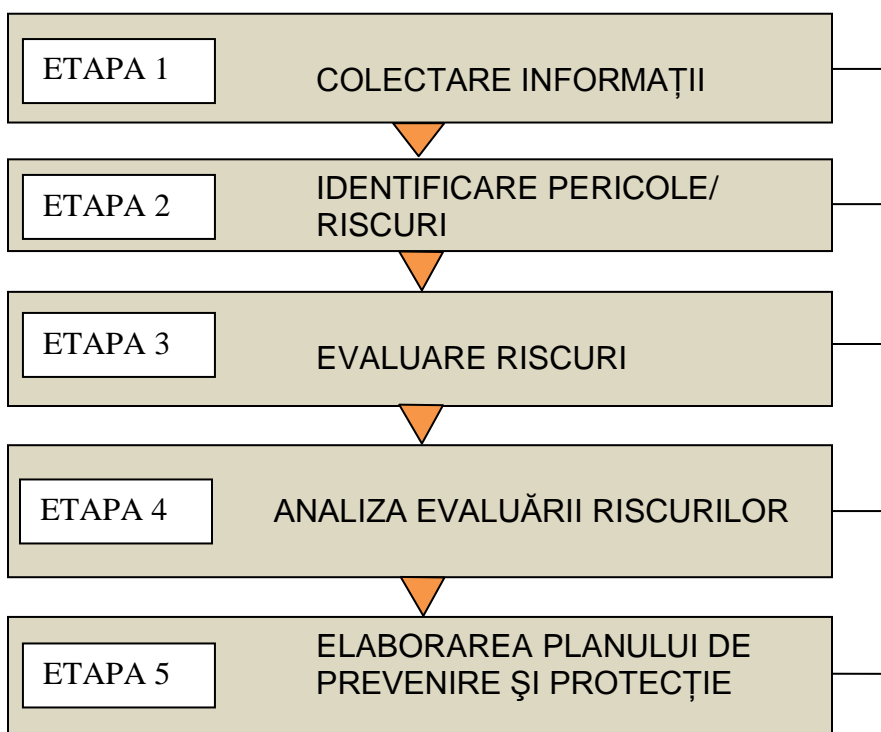 ETAPA 1
COLECTARE INFORMAȚII
ETAPA 2
IDENTIFICARE PERICOLE/
RISCURI
ETAPA 3
EVALUARE RISCURI
ETAPA 4
ANALIZA EVALUĂRII RISCURILOR
ETAPA 5
ELABORAREA PLANULUI DE
PREVENIRE ŞI PROTECȚIE